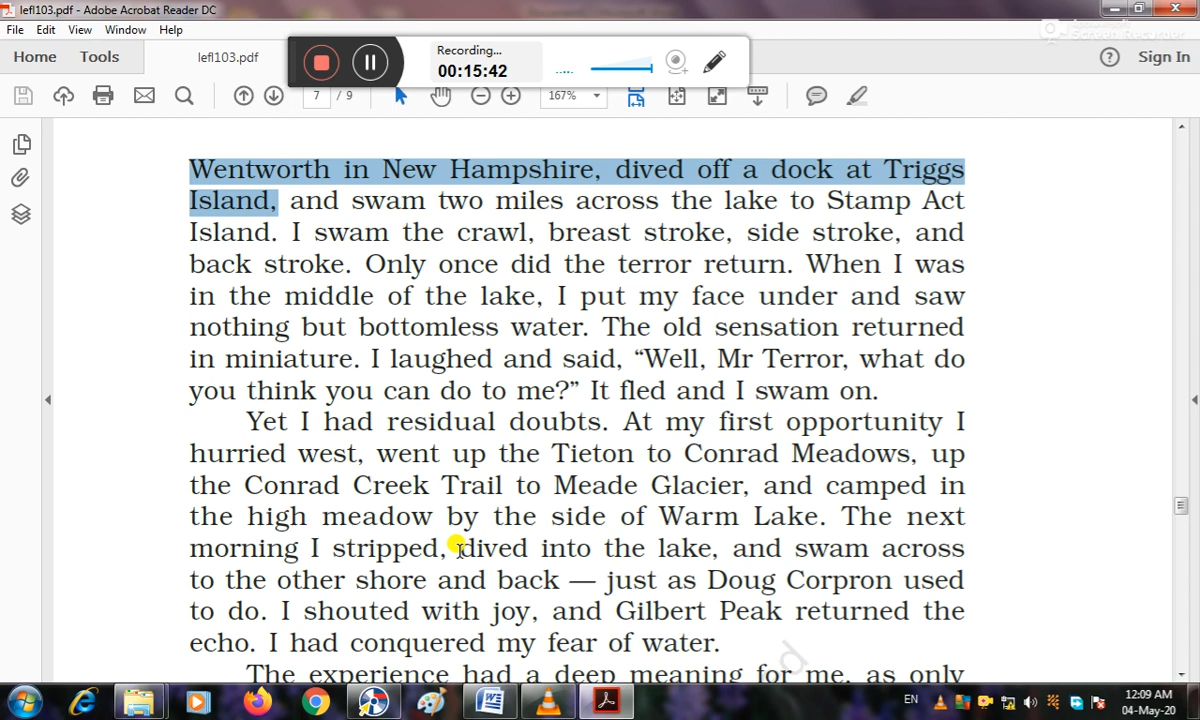 lefl103.pdf - Adobe Acrobat Reader DC
File Edit View Window Help
Apowersoft
Screen Recorder
Home Tools lefl103.pdf
Recording...
00:15:42
Sign In
7 / 9 167%
Wentworth in New Hampshire, dived off a dock at Triggs
Island, and swam two miles across the lake to Stamp Act
Island. I swam the crawl, breast stroke, side stroke, and
back stroke. Only once did the terror return. When I was
in the middle of the lake, I put my face under and saw
nothing but bottomless water. The old sensation returned
in miniature. I laughed and said, “Well, Mr Terror, what do
you think you can do to me?” It fled and I swam on.
Yet I had residual doubts. At my first opportunity I
hurried west, went up the Tieton to Conrad Meadows, up
the Conrad Creek Trail to Meade Glacier, and camped in
the high meadow by the side of Warm Lake. The next
morning I stripped, dived into the lake, and swam across
to the other shore and back — just as Doug Corpron used
to do. I shouted with joy, and Gilbert Peak returned the
echo. I had conquered my fear of water.
The experience had a deep meaning for me, as only
d
EN
12:09 AM
04-May-20